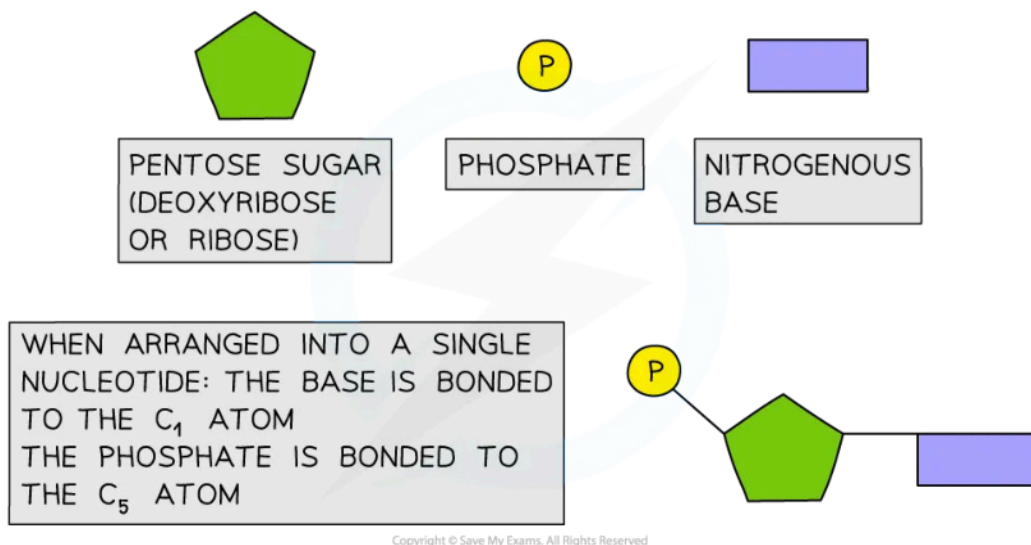 P
PENTOSE SUGAR
(DEOXYRIBOSE
OR RIBOSE)
PHOSPHATE
NITROGENOUS
BASE
WHEN ARRANGED INTO A SINGLE
NUCLEOTIDE: THE BASE IS BONDED
TO THE C₁ ATOM
THE PHOSPHATE IS BONDED TO
THE C₅ ATOM
P
Copyright © Save My Exams. All Rights Reserved